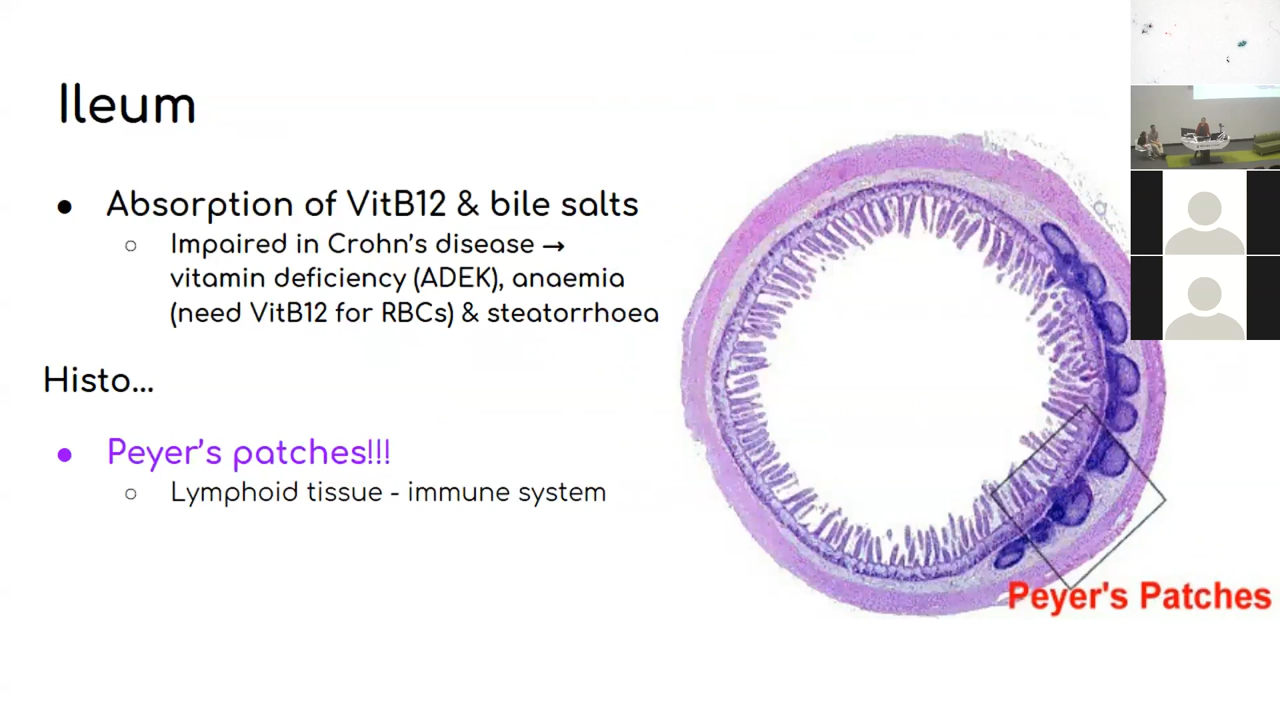 Ileum
● Absorption of VitB12 & bile salts
○ Impaired in Crohn's disease →
vitamin deficiency (ADEK), anaemia
(need VitB12 for RBCs) & steatorrhoea
Histo...
● Peyer's patches!!!
○ Lymphoid tissue - immune system
Peyer's Patches